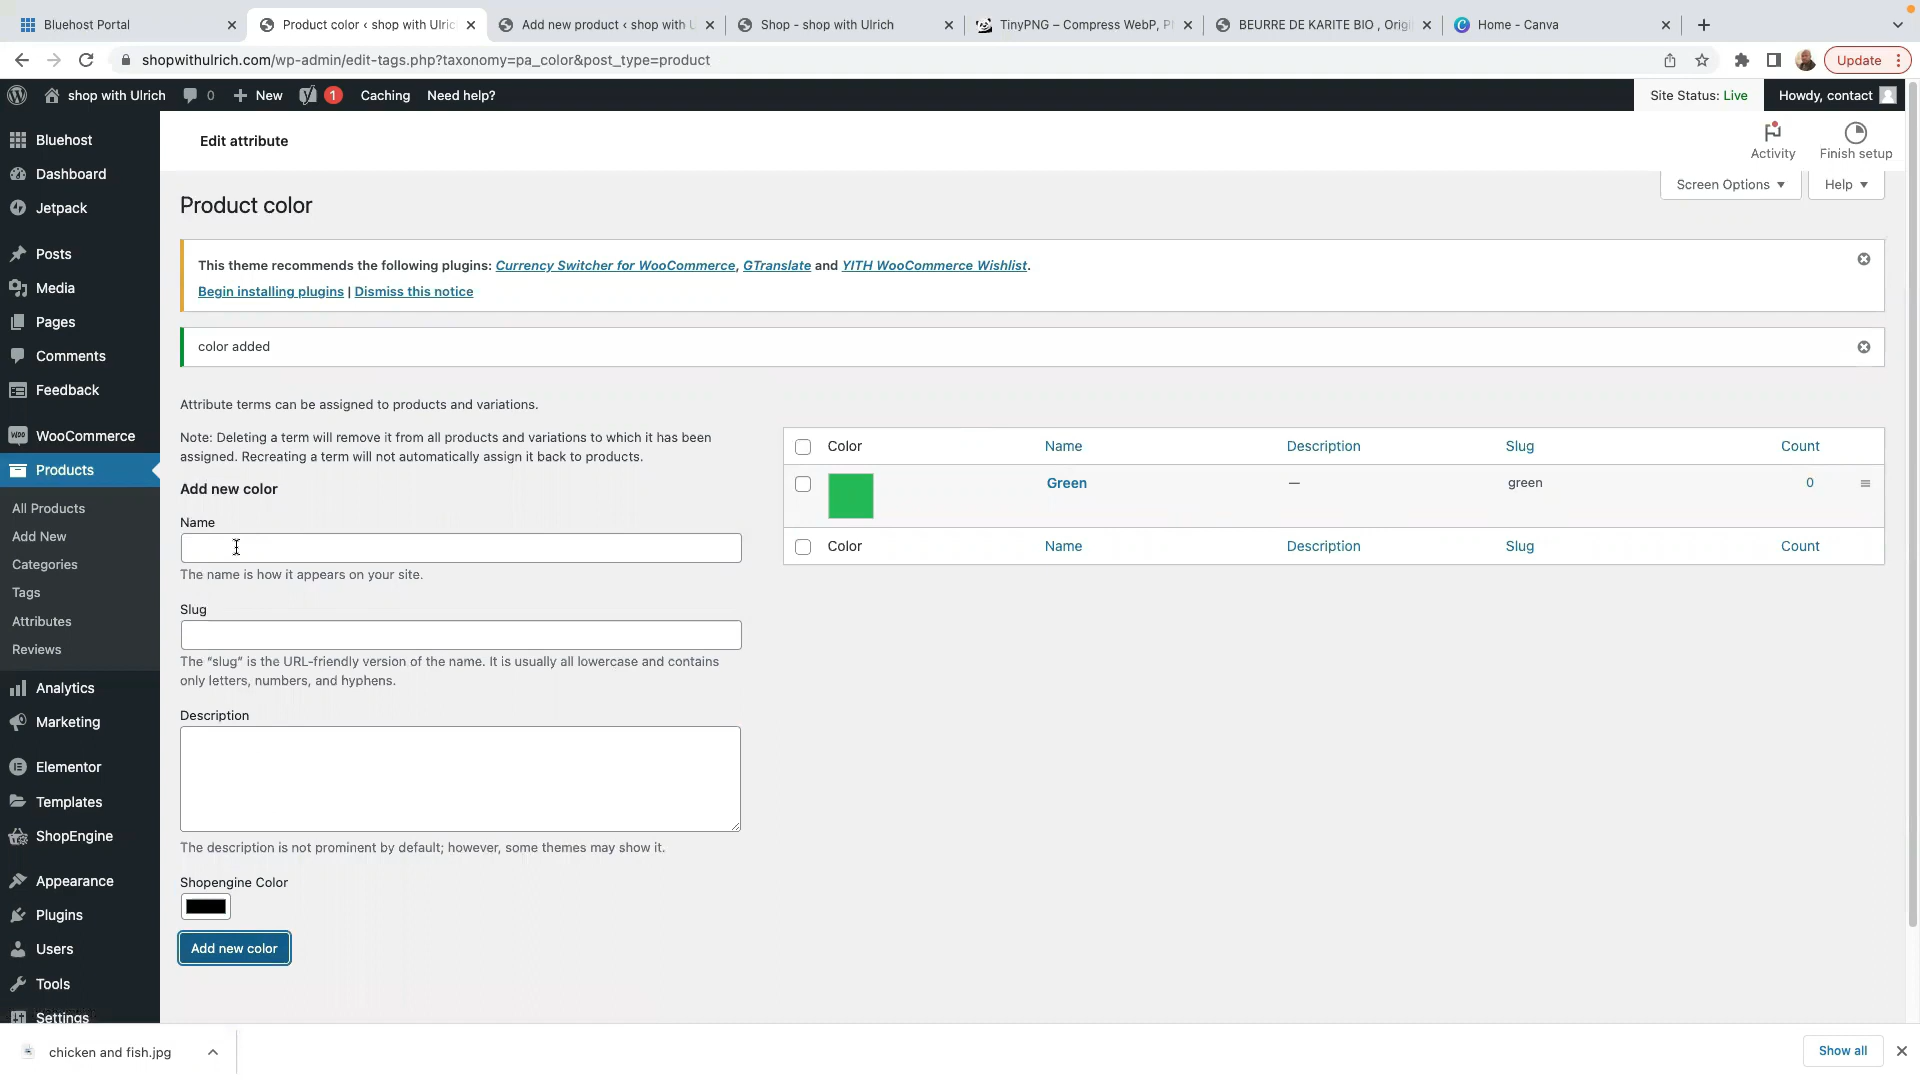 Bluehost Portal
Product color ‹ shop with Ulric
Add new product ‹ shop with U
Shop - shop with Ulrich
TinyPNG – Compress WebP, P
BEURRE DE KARITE BIO , Orig
Home - Canva
shopwithulrich.com/wp-admin/edit-tags.php?taxonomy=pa_color&post_type=product
Update
shop with Ulrich
0
New
1
Caching
Need help?
Site Status: Live
Howdy, contact
Bluehost
Dashboard
Jetpack
Posts
Media
Pages
Comments
Feedback
WooCommerce
Products
All Products
Add New
Categories
Tags
Attributes
Reviews
Analytics
Marketing
Elementor
Templates
ShopEngine
Appearance
Plugins
Users
Tools
Settings
Edit attribute
Activity
Finish setup
Screen Options
Help
Product color
This theme recommends the following plugins: Currency Switcher for WooCommerce, GTranslate and YITH WooCommerce Wishlist.
Begin installing plugins | Dismiss this notice
color added
Attribute terms can be assigned to products and variations.
Note: Deleting a term will remove it from all products and variations to which it has been
assigned. Recreating a term will not automatically assign it back to products.
Add new color
Name
The name is how it appears on your site.
Slug
The “slug” is the URL-friendly version of the name. It is usually all lowercase and contains
only letters, numbers, and hyphens.
Description
The description is not prominent by default; however, some themes may show it.
Shopengine Color
Add new color
Color Name Description Slug Count
Green — green 0
Color Name Description Slug Count
chicken and fish.jpg
Show all